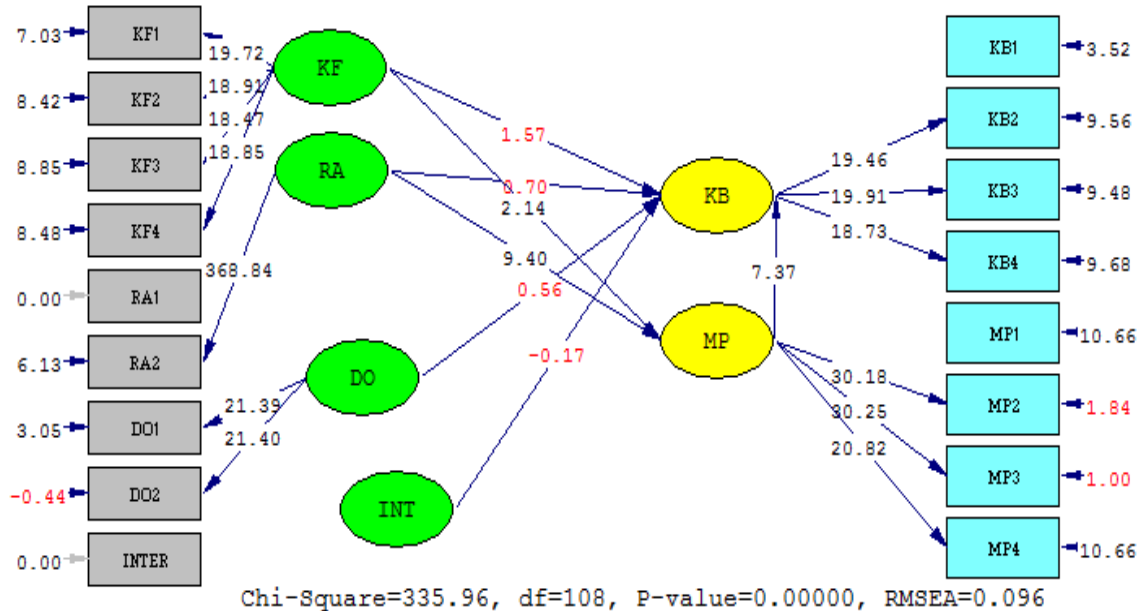 7.03 KF1
8.42 KF2
8.85 KF3
8.48 KF4
0.00 RA1
6.13 RA2
3.05 DO1
-0.44 DO2
0.00 INTER
19.72
18.91
18.47
18.85
368.84
21.39
21.40
KF
RA
DO
INT
1.57
0.70
2.14
9.40
0.56
-0.17
KB
7.37
MP
19.46
19.91
18.73
30.18
30.25
20.82
KB1 3.52
KB2 9.56
KB3 9.48
KB4 9.68
MP1 10.66
MP2 1.84
MP3 1.00
MP4 10.66
Chi-Square=335.96, df=108, P-value=0.00000, RMSEA=0.096